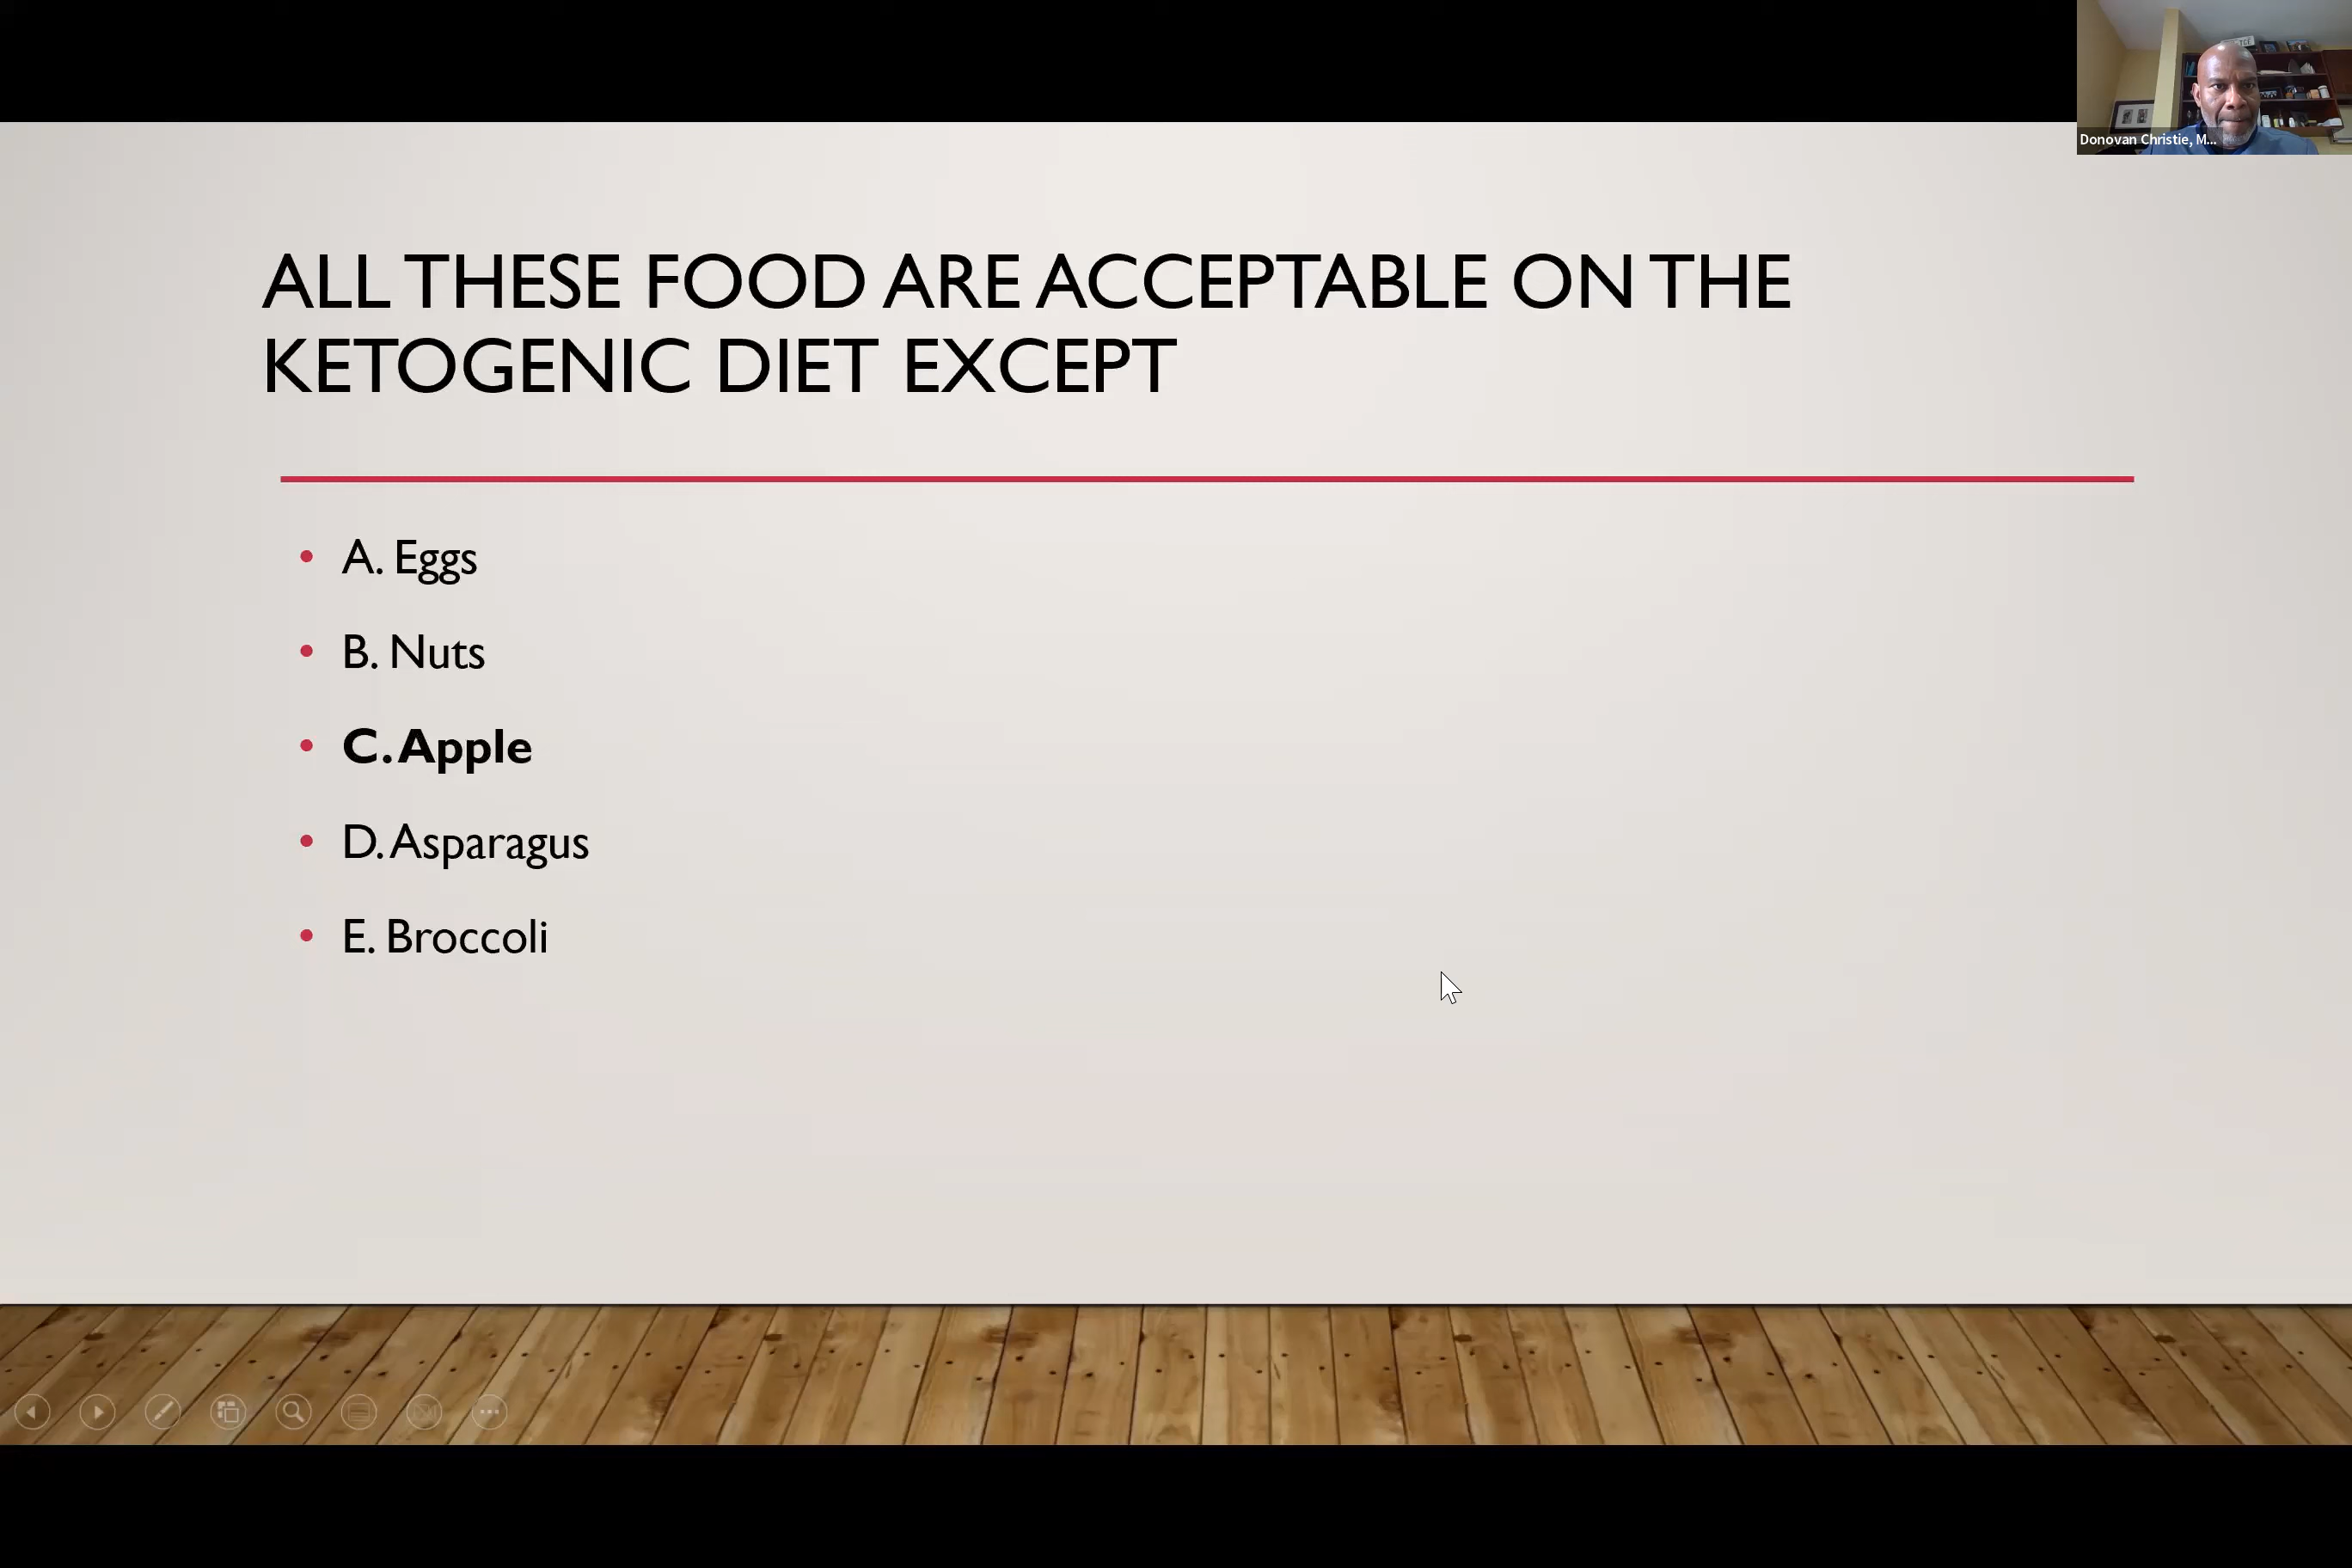 Donovan Christie, M...
ALL THESE FOOD ARE ACCEPTABLE ON THE
KETOGENIC DIET EXCEPT
• A. Eggs
• B. Nuts
• C. Apple
• D. Asparagus
• E. Broccoli